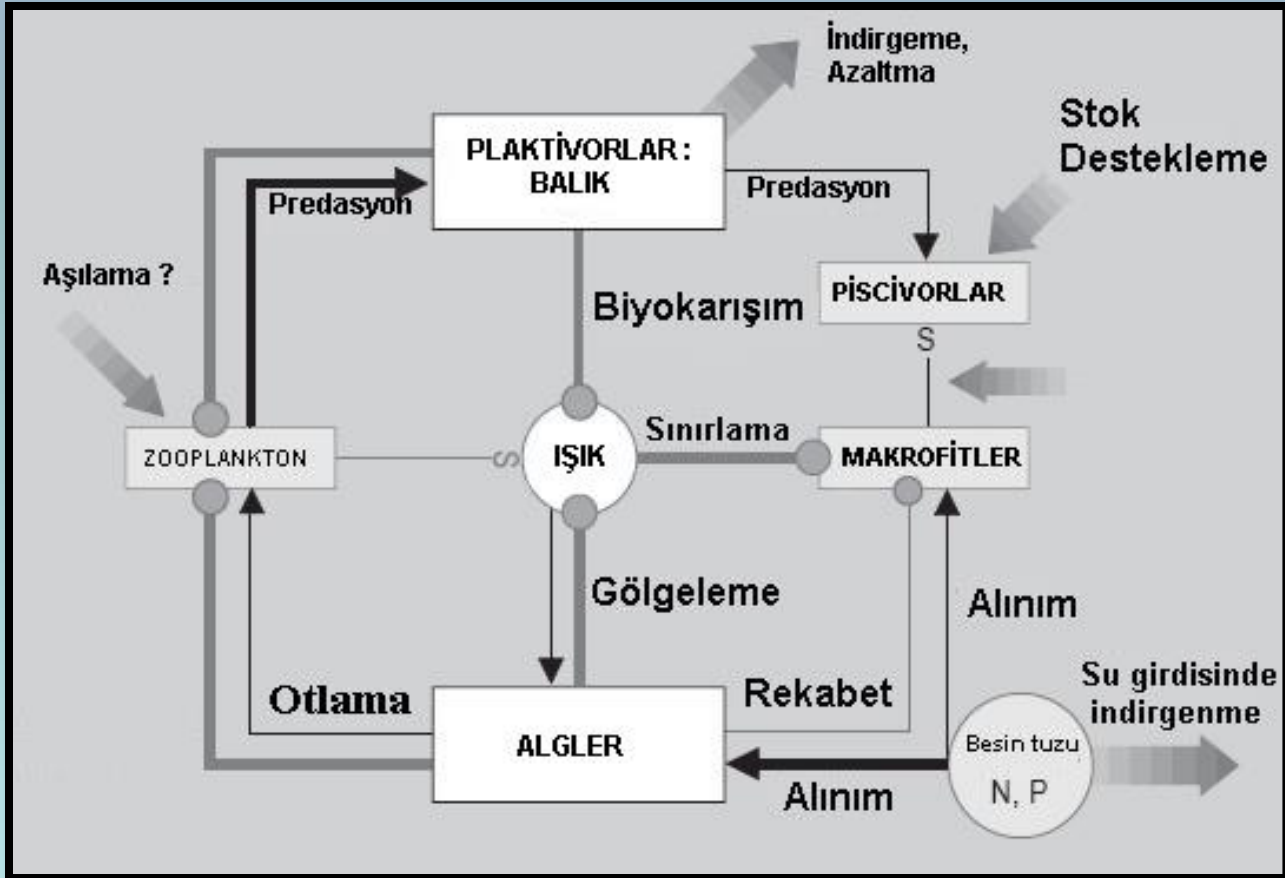 İndirgeme,
Azaltma
Stok
Destekleme
PLAKTİVORLAR :
BALIK
Predasyon
Predasyon
Aşılama ?
PİSCİVORLAR
Biyokarışım
S
ZOOPLANKTON
S
IŞIK
Sınırlama
MAKROFİTLER
Gölgeleme
Alınım
Otlama
Rekabet
Su girdisinde
indirgenme
ALGLER
Besin tuzu
N, P
Alınım